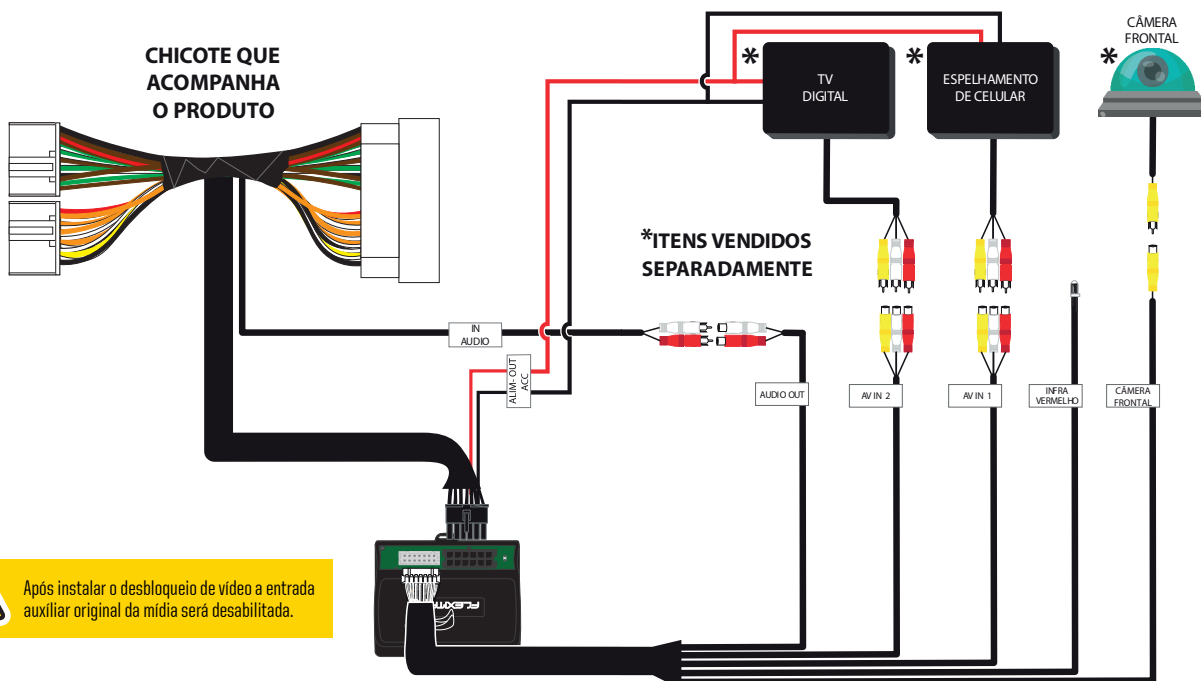 CHICOTE QUE
ACOMPANHA
O PRODUTO
*
TV
DIGITAL
*
ESPELHAMENTO
DE CELULAR
CÂMERA
FRONTAL
*
*ITENS VENDIDOS
SEPARADAMENTE
IN
AUDIO
ALIM- OUT
ACC
AUDIO OUT
AV IN 2
AV IN 1
INFRA
VERMELHO
CÂMERA
FRONTAL
Após instalar o desbloqueio de vídeo a entrada
auxíliar original da mídia será desabilitada.